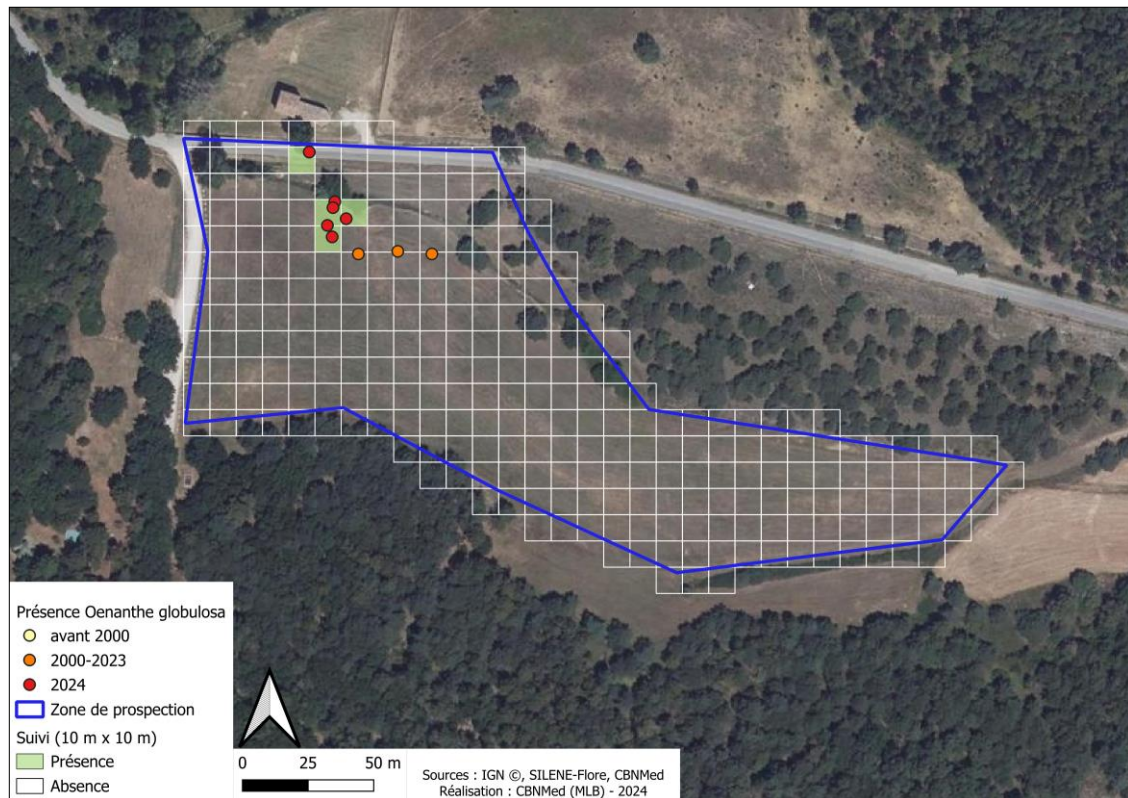 Présence Oenanthe globulosa
avant 2000
2000-2023
2024
Zone de prospection
Suivi (10 m x 10 m)
Présence
Absence
0 25 50 m
Sources : IGN ©, SILENE-Flore, CBNMed
Réalisation : CBNMed (MLB) - 2024